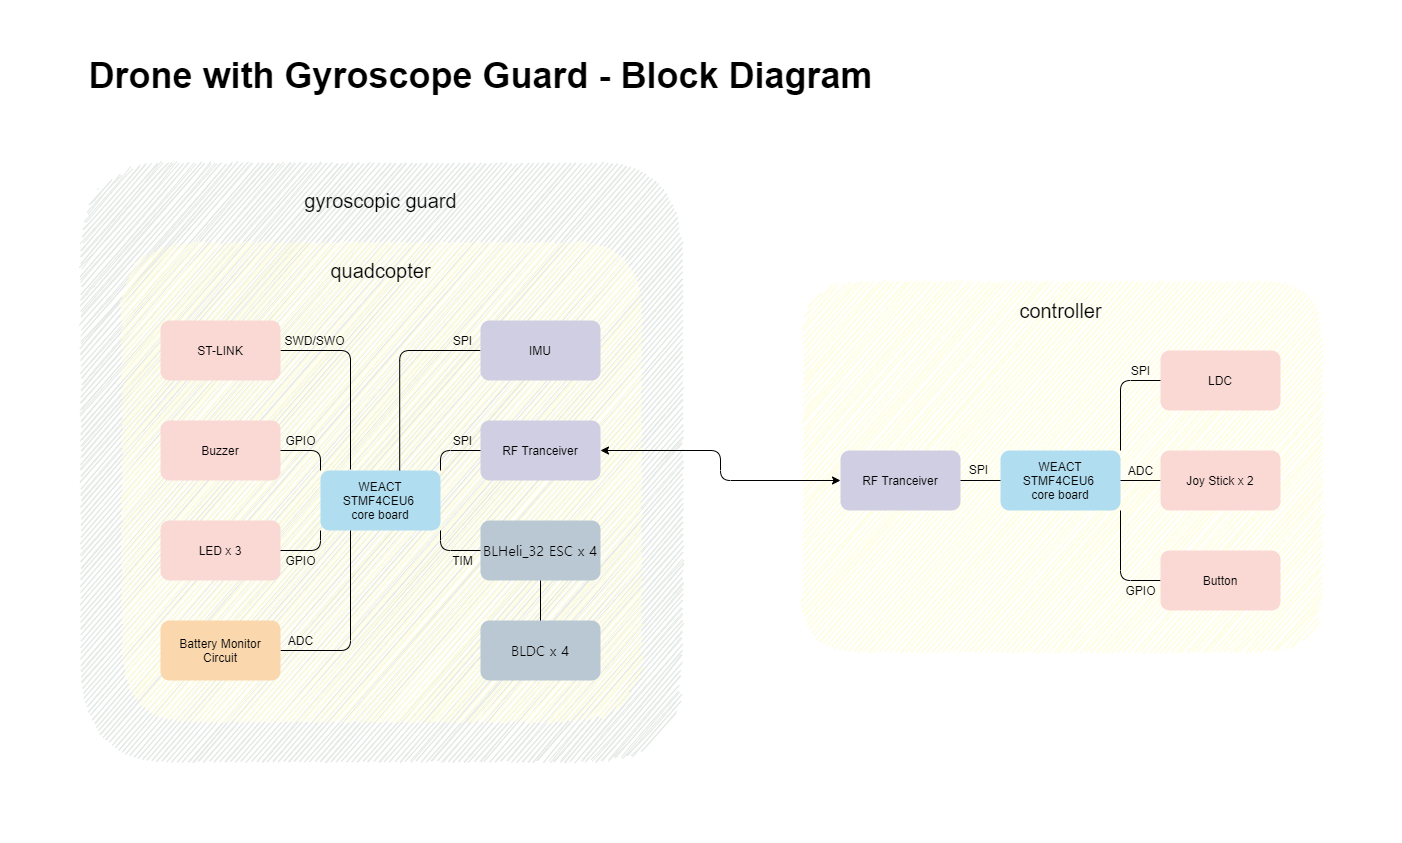 Drone with Gyroscope Guard - Block Diagram
gyroscopic guard
quadcopter
ST-LINK
SWD/SWO
SPI
IMU
Buzzer
GPIO
SPI
RF Tranceiver
WEACT
STMF4CEU6
core board
LED x 3
GPIO
TIM
BLHeli_32 ESC x 4
Battery Monitor
Circuit
ADC
BLDC x 4
controller
RF Tranceiver
SPI
WEACT
STMF4CEU6
core board
SPI
LDC
ADC
Joy Stick x 2
GPIO
Button